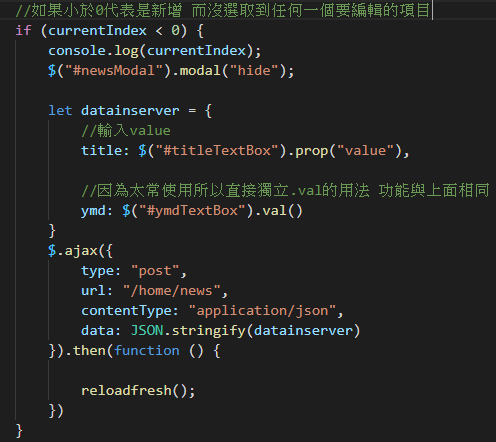 //如果小於0代表是新增 而沒選取到任何一個要編輯的項目
if (currentIndex < 0) {
console.log(currentIndex);
$("#newsModal").modal("hide");
let datainserver = {
//輸入value
title: $("#titleTextBox").prop("value"),
//因為太常使用所以直接獨立.val的用法 功能與上面相同
ymd: $("#ymdTextBox").val()
}
$.ajax({
type: "post",
url: "/home/news",
contentType: "application/json",
data: JSON.stringify(datainserver)
}).then(function () {
reloadfresh();
})
}